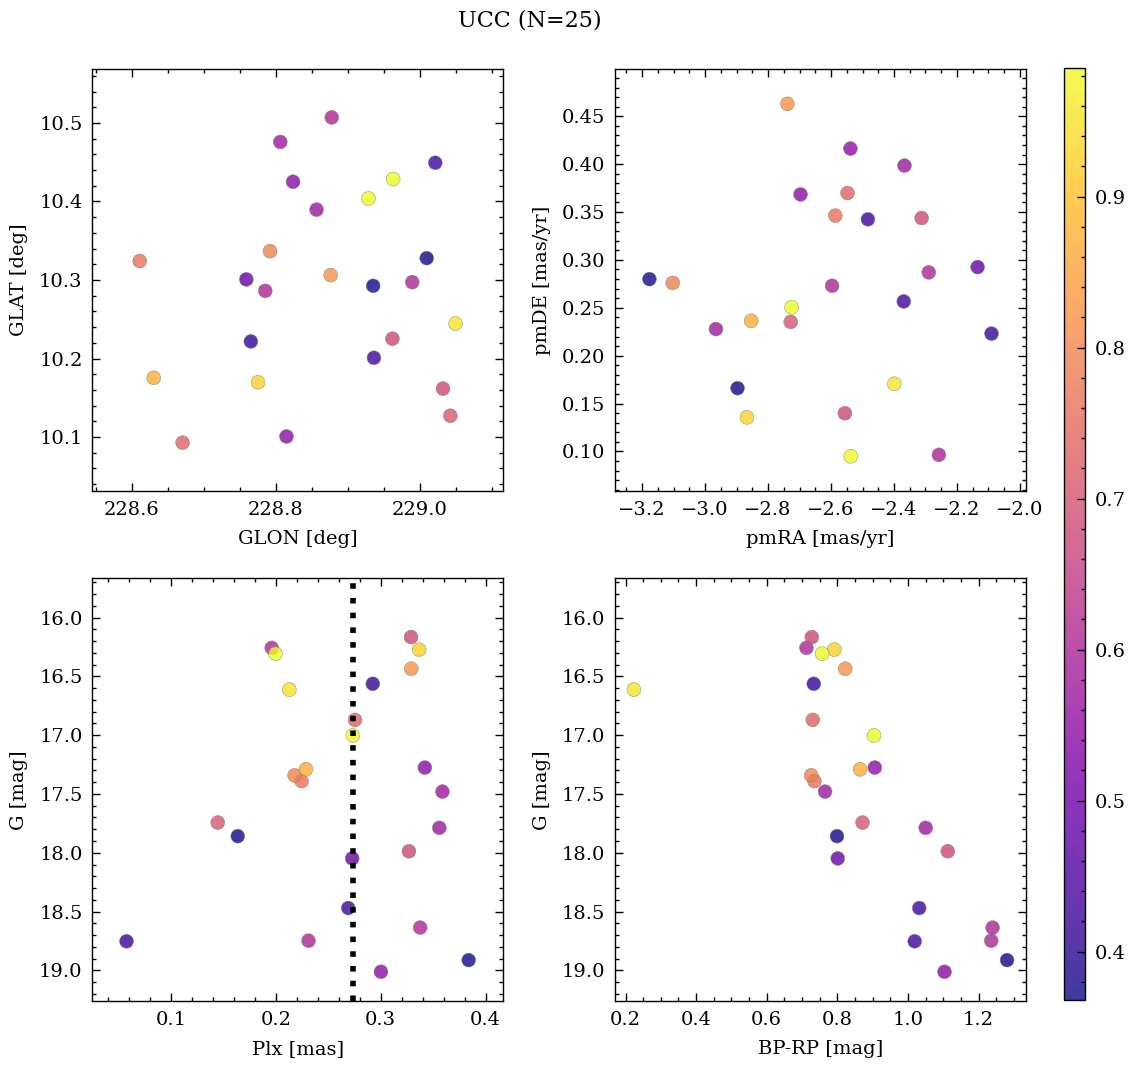 UCC (N=25)
10.5
10.4
10.3
10.2
10.1
GLAT [deg]
228.6 228.8 229.0
GLON [deg]
0.45
0.40
0.35
0.30
0.25
0.20
0.15
0.10
pmDE [mas/yr]
−3.2 −3.0 −2.8 −2.6 −2.4 −2.2 −2.0
pmRA [mas/yr]
16.0
16.5
17.0
17.5
18.0
18.5
19.0
G [mag]
0.1 0.2 0.3 0.4
Plx [mas]
16.0
16.5
17.0
17.5
18.0
18.5
19.0
G [mag]
0.2 0.4 0.6 0.8 1.0 1.2
BP-RP [mag]
0.9
0.8
0.7
0.6
0.5
0.4